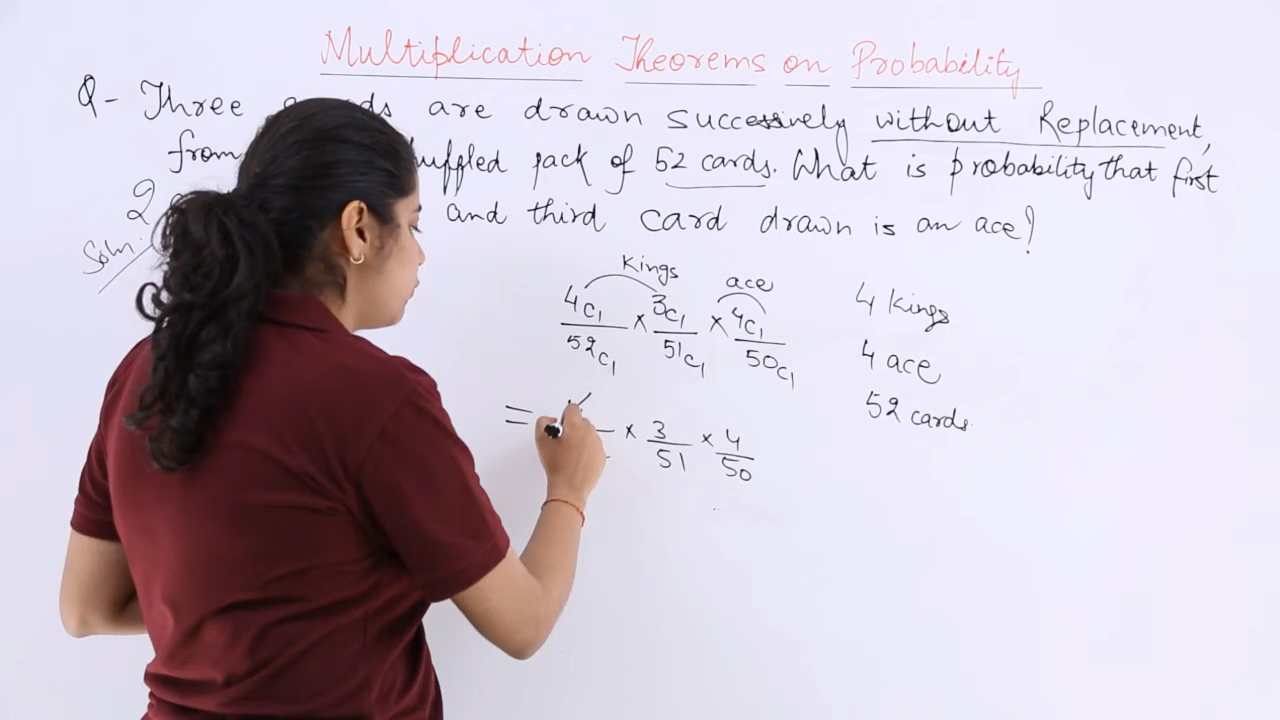 Multiplication Theorems on Probability
Q- Three are drawn successively without Replacement,
from pack of 52 cards. What is probability that first
2 and third card drawn is an ace?
Soln.
Kings ace
4C1/52C1 × 3C1/51C1 × 4C1/50C1
4 Kings
4 ace
52 cards.
= × 3/51 × 4/50